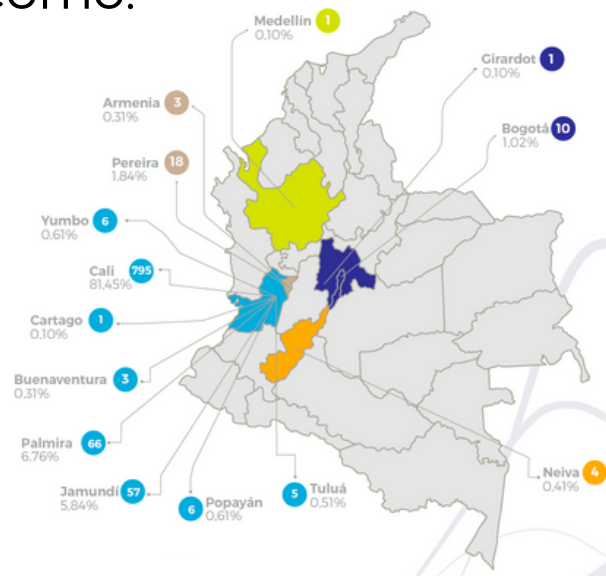 como:
Medellín 1
0,10%
Girardot 1
0,10%
Armenia 3
0.31%
Bogotá 10
1,02%
Pereira 18
1,84%
Yumbo 6
0.61%
Cali 795
81,45%
Cartago 1
0,10%
Buenaventura 3
0.31%
Palmira 66
6,76%
Neiva 4
0,41%
Jamundí 57
5.84%
6 Popayán
0.61%
5 Tuluá
0.51%